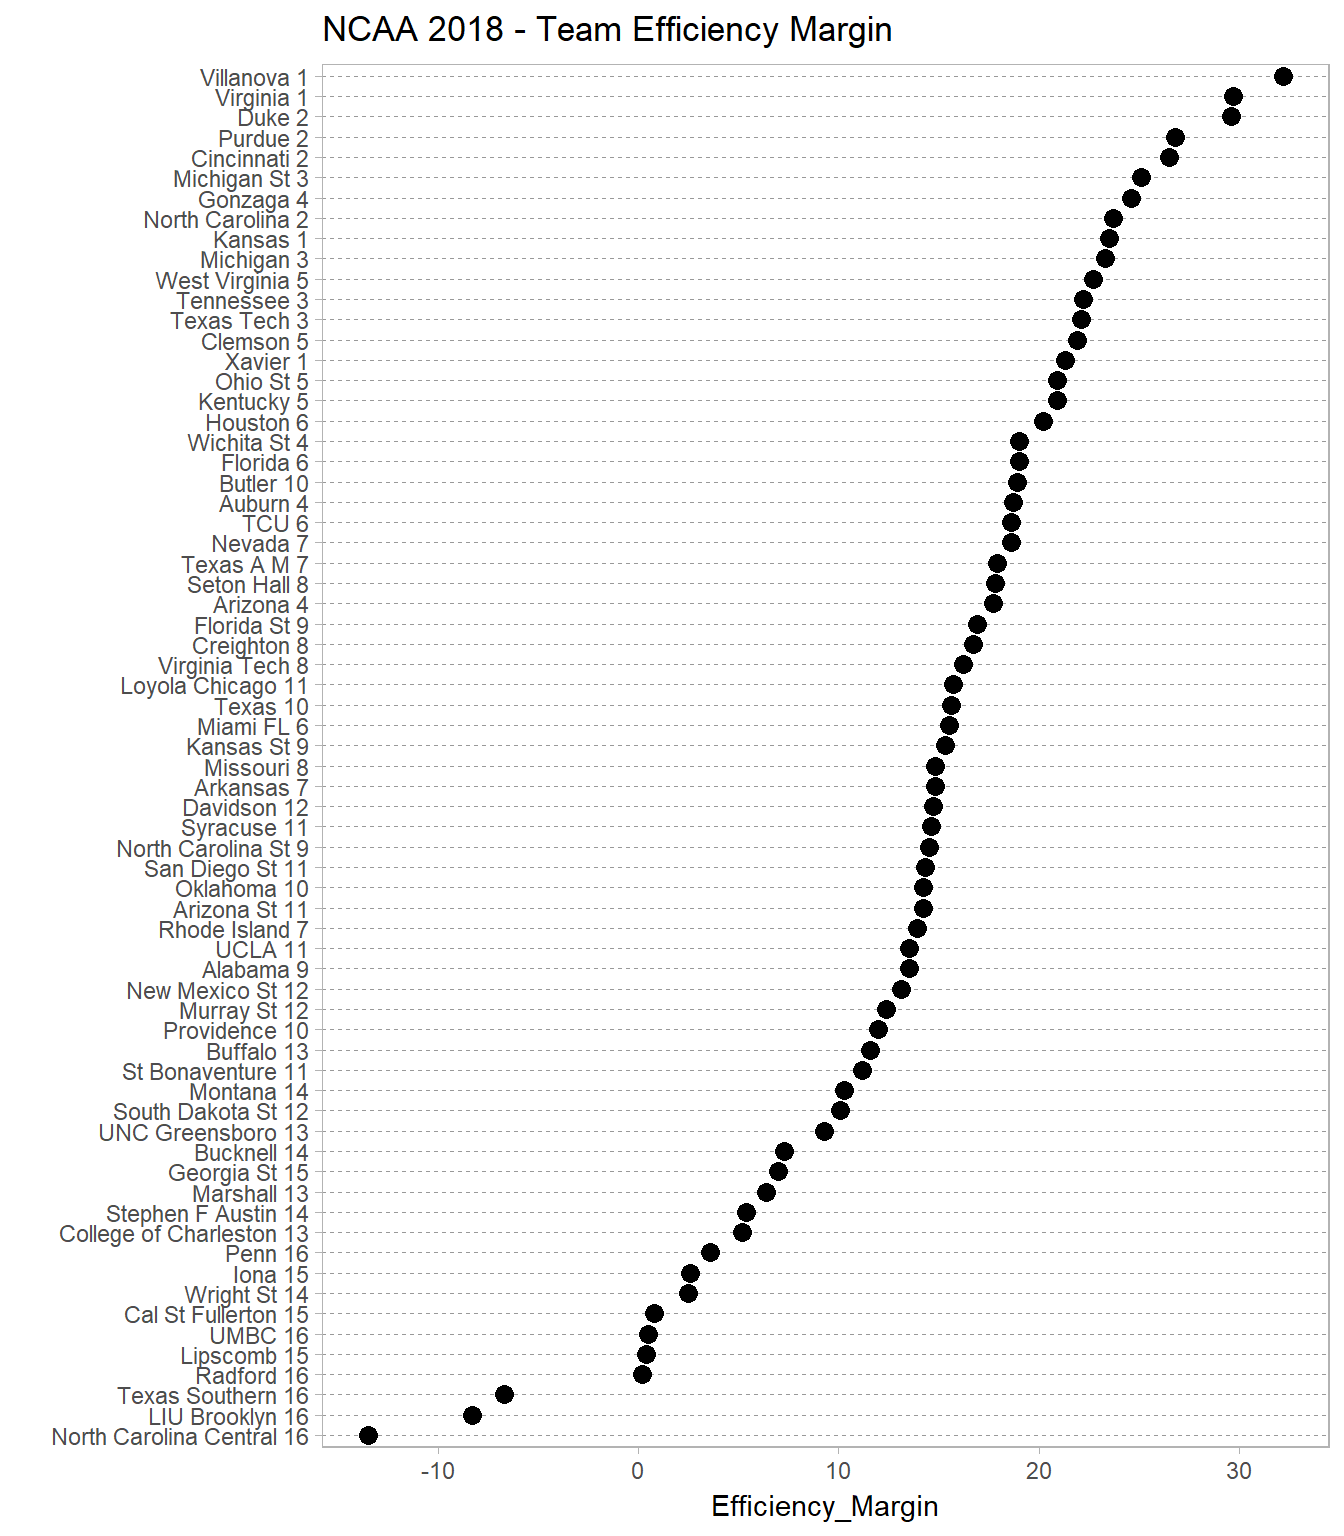 NCAA 2018 - Team Efficiency Margin
Villanova 1
Virginia 1
Duke 2
Purdue 2
Cincinnati 2
Michigan St 3
Gonzaga 4
North Carolina 2
Kansas 1
Michigan 3
West Virginia 5
Tennessee 3
Texas Tech 3
Clemson 5
Xavier 1
Ohio St 5
Kentucky 5
Houston 6
Wichita St 4
Florida 6
Butler 10
Auburn 4
TCU 6
Nevada 7
Texas A M 7
Seton Hall 8
Arizona 4
Florida St 9
Creighton 8
Virginia Tech 8
Loyola Chicago 11
Texas 10
Miami FL 6
Kansas St 9
Missouri 8
Arkansas 7
Davidson 12
Syracuse 11
North Carolina St 9
San Diego St 11
Oklahoma 10
Arizona St 11
Rhode Island 7
UCLA 11
Alabama 9
New Mexico St 12
Murray St 12
Providence 10
Buffalo 13
St Bonaventure 11
Montana 14
South Dakota St 12
UNC Greensboro 13
Bucknell 14
Georgia St 15
Marshall 13
Stephen F Austin 14
College of Charleston 13
Penn 16
Iona 15
Wright St 14
Cal St Fullerton 15
UMBC 16
Lipscomb 15
Radford 16
Texas Southern 16
LIU Brooklyn 16
North Carolina Central 16
-10 0 10 20 30
Efficiency_Margin